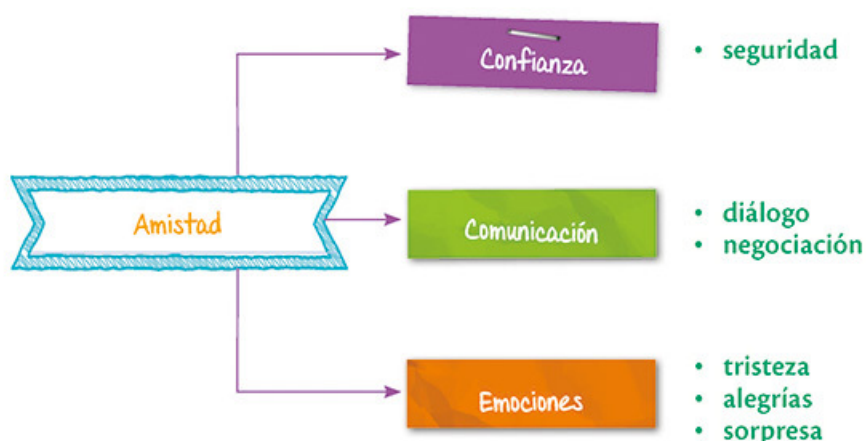 Confianza
• seguridad
Amistad
Comunicación
• diálogo
• negociación
Emociones
• tristeza
• alegrías
• sorpresa